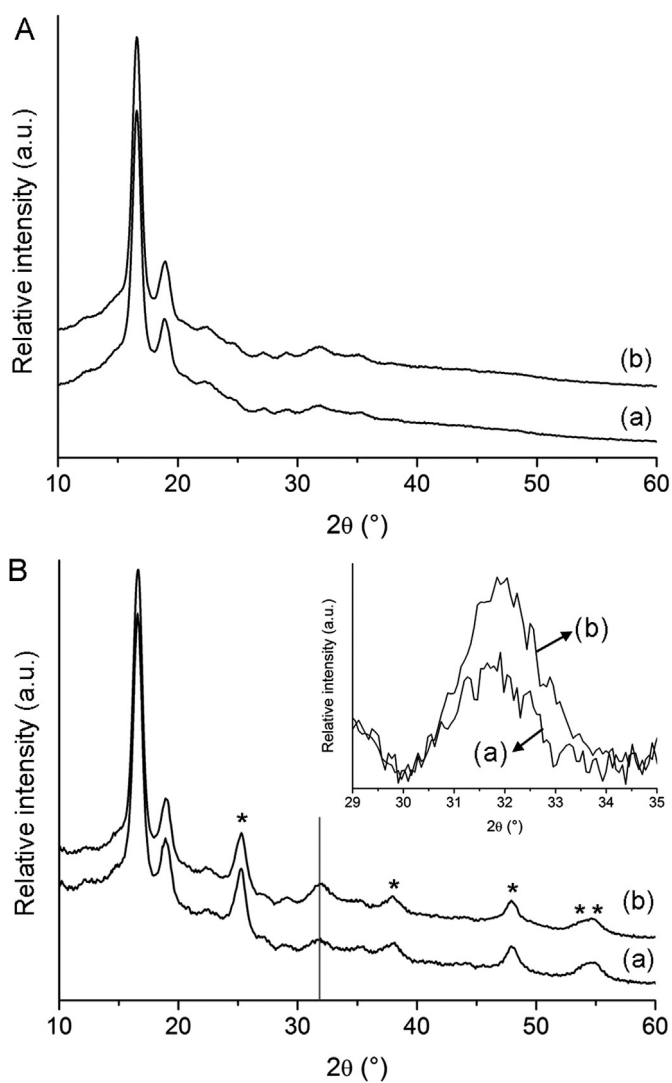 A
Relative intensity (a.u.)
(b)
(a)
10 20 30 40 50 60
2θ (°)
B
Relative intensity (a.u.)
Relative intensity (a.u.)
(b)
(a)
29 30 31 32 33 34 35
2θ (°)
* * * * *
(b)
(a)
10 20 30 40 50 60
2θ (°)